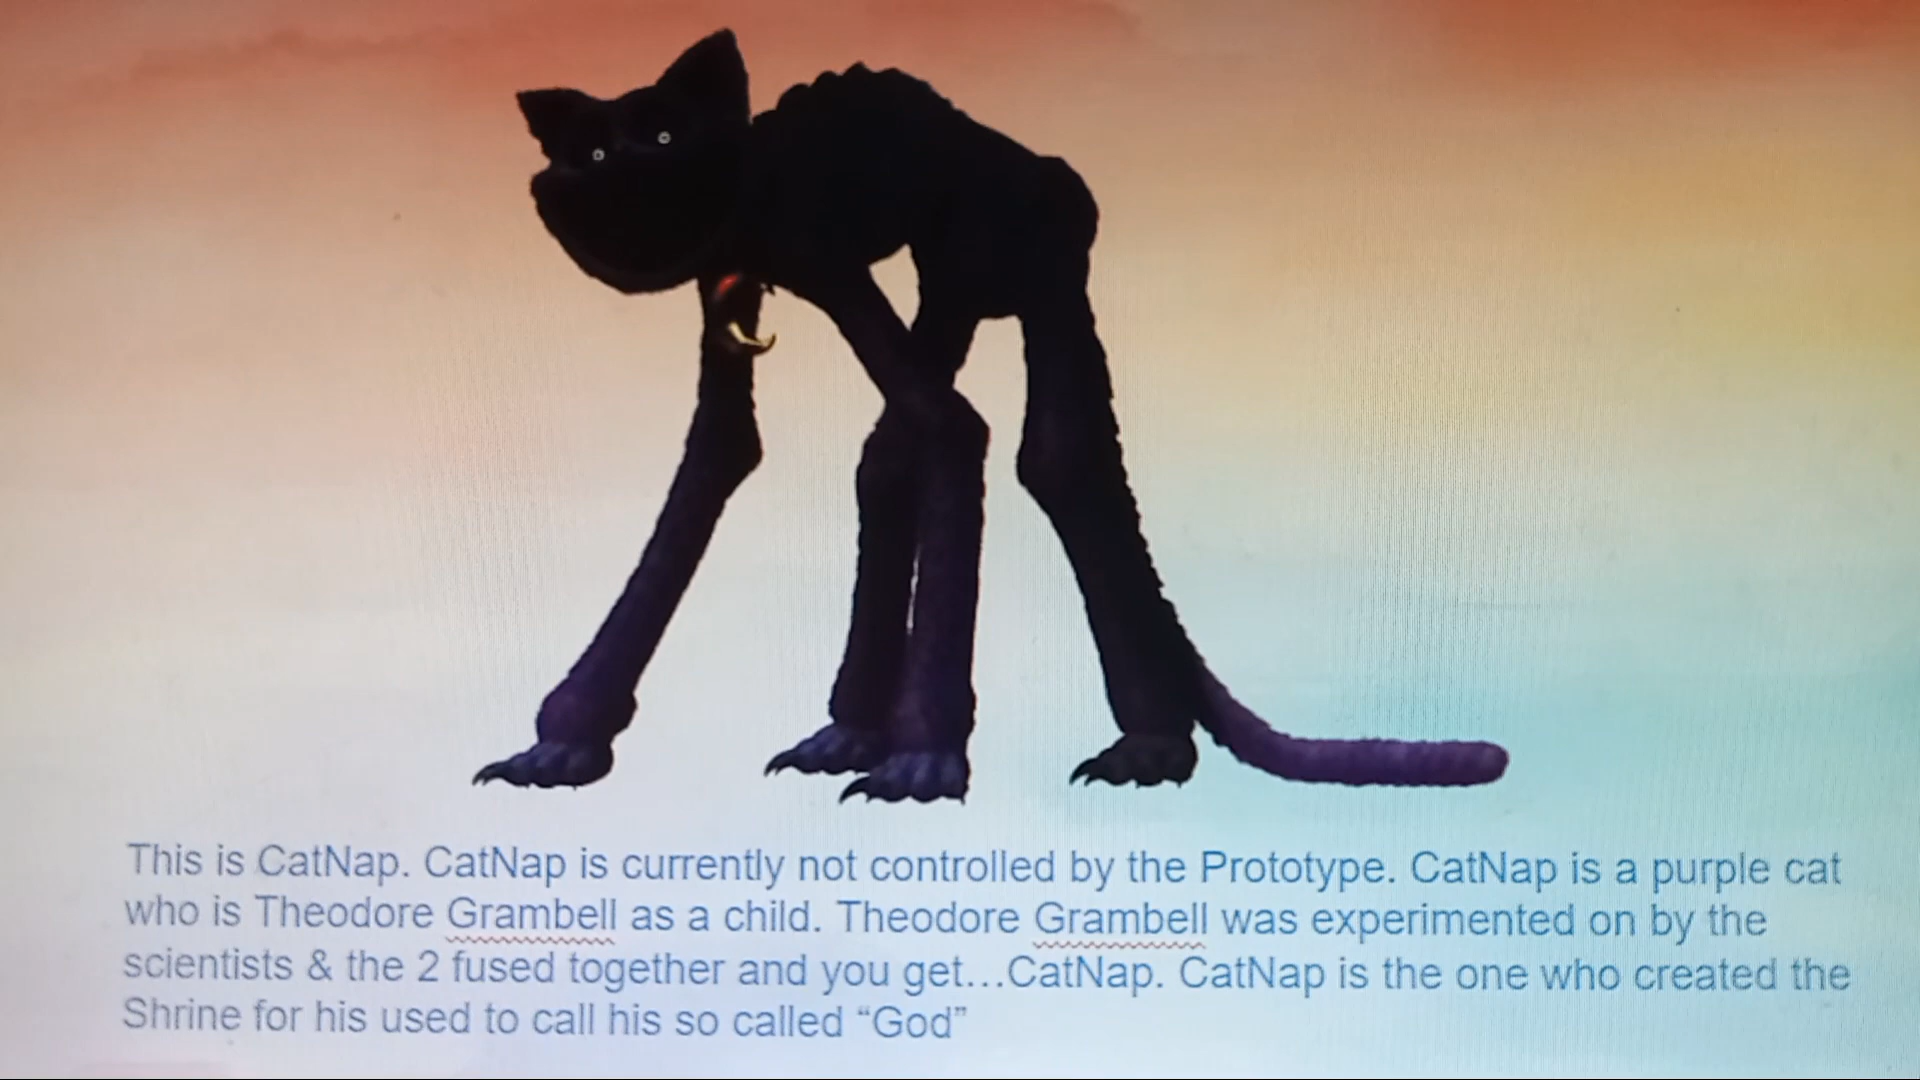 This is CatNap. CatNap is currently not controlled by the Prototype. CatNap is a purple cat
who is Theodore Grambell as a child. Theodore Grambell was experimented on by the
scientists & the 2 fused together and you get...CatNap. CatNap is the one who created the
Shrine for his used to call his so called “God”